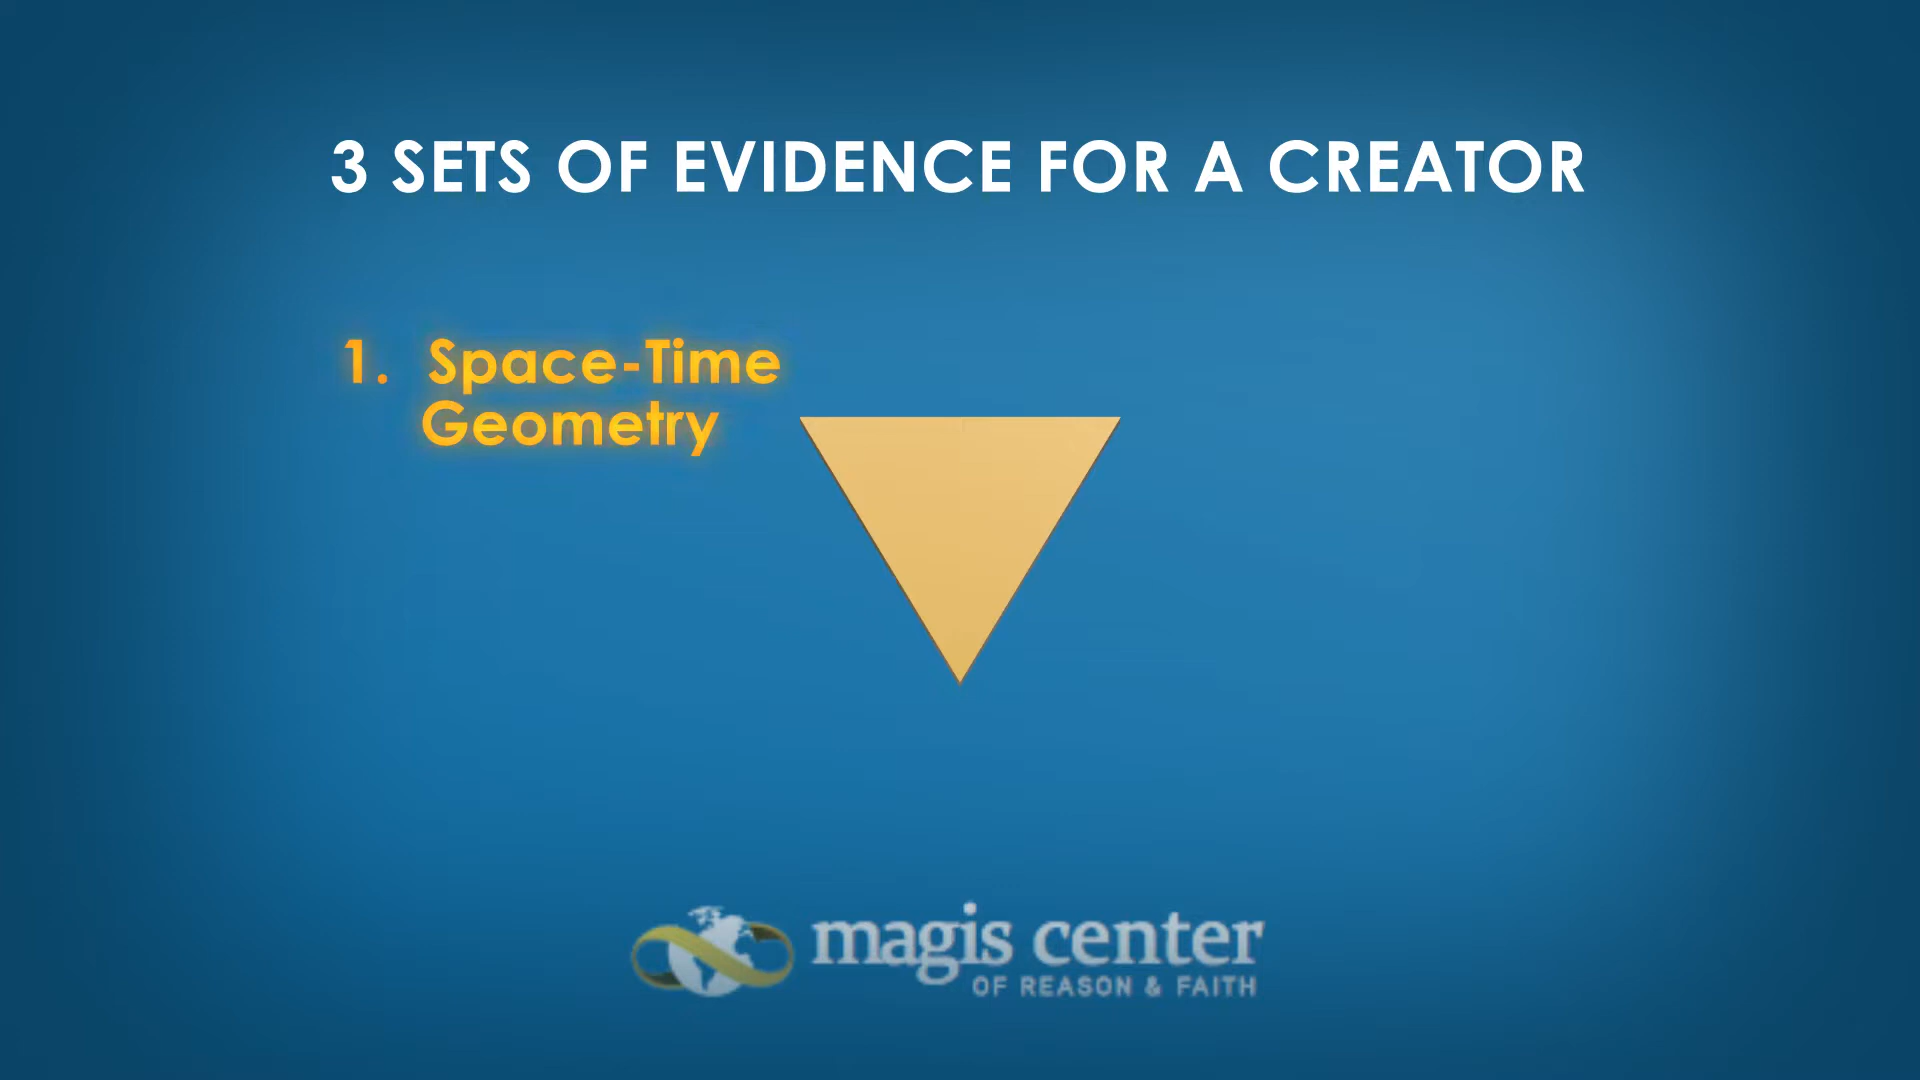 3 SETS OF EVIDENCE FOR A CREATOR
1. Space-Time
Geometry
magis center
OF REASON & FAITH